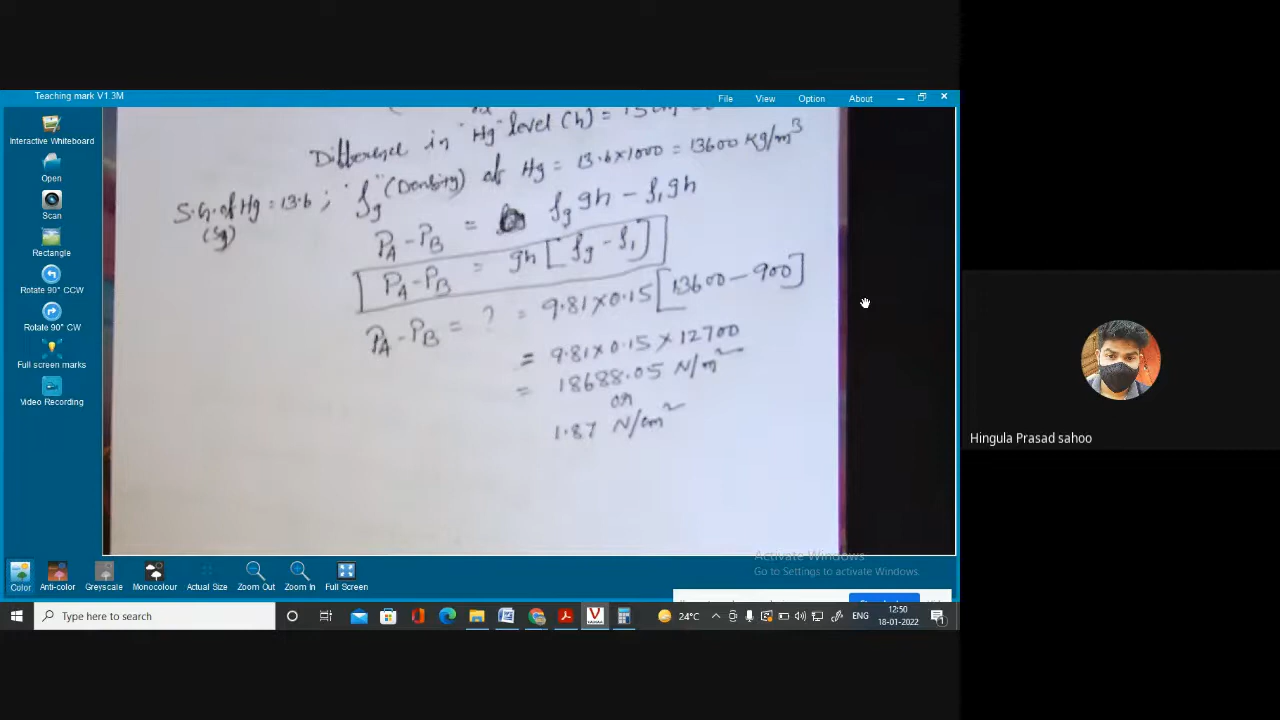 Teaching mark V1.3M
File View Option About
Interactive Whiteboard
Open
Scan
Rectangle
Rotate 90° CCW
Rotate 90° CW
Full screen marks
Video Recording
Difference in "Hg" level (h) = 15cm
S.G. of Hg = 13.6 ; "ρg" (Density) of Hg = 13.6×1000 = 13600 Kg/m³
(Sg)
PA-PB = ρg gh - ρ1 gh
PA-PB = gh [ρg - ρ1]
PA-PB = ? = 9.81×0.15 [13600-900]
= 9.81×0.15×12700
= 18688.05 N/m²
or
1.87 N/cm²
Hingula Prasad sahoo
Activate Windows
Go to Settings to activate Windows.
Color Anti-color Greyscale Monocolour Actual Size Zoom Out Zoom In Full Screen
Type here to search
24°C
ENG
12:50
18-01-2022